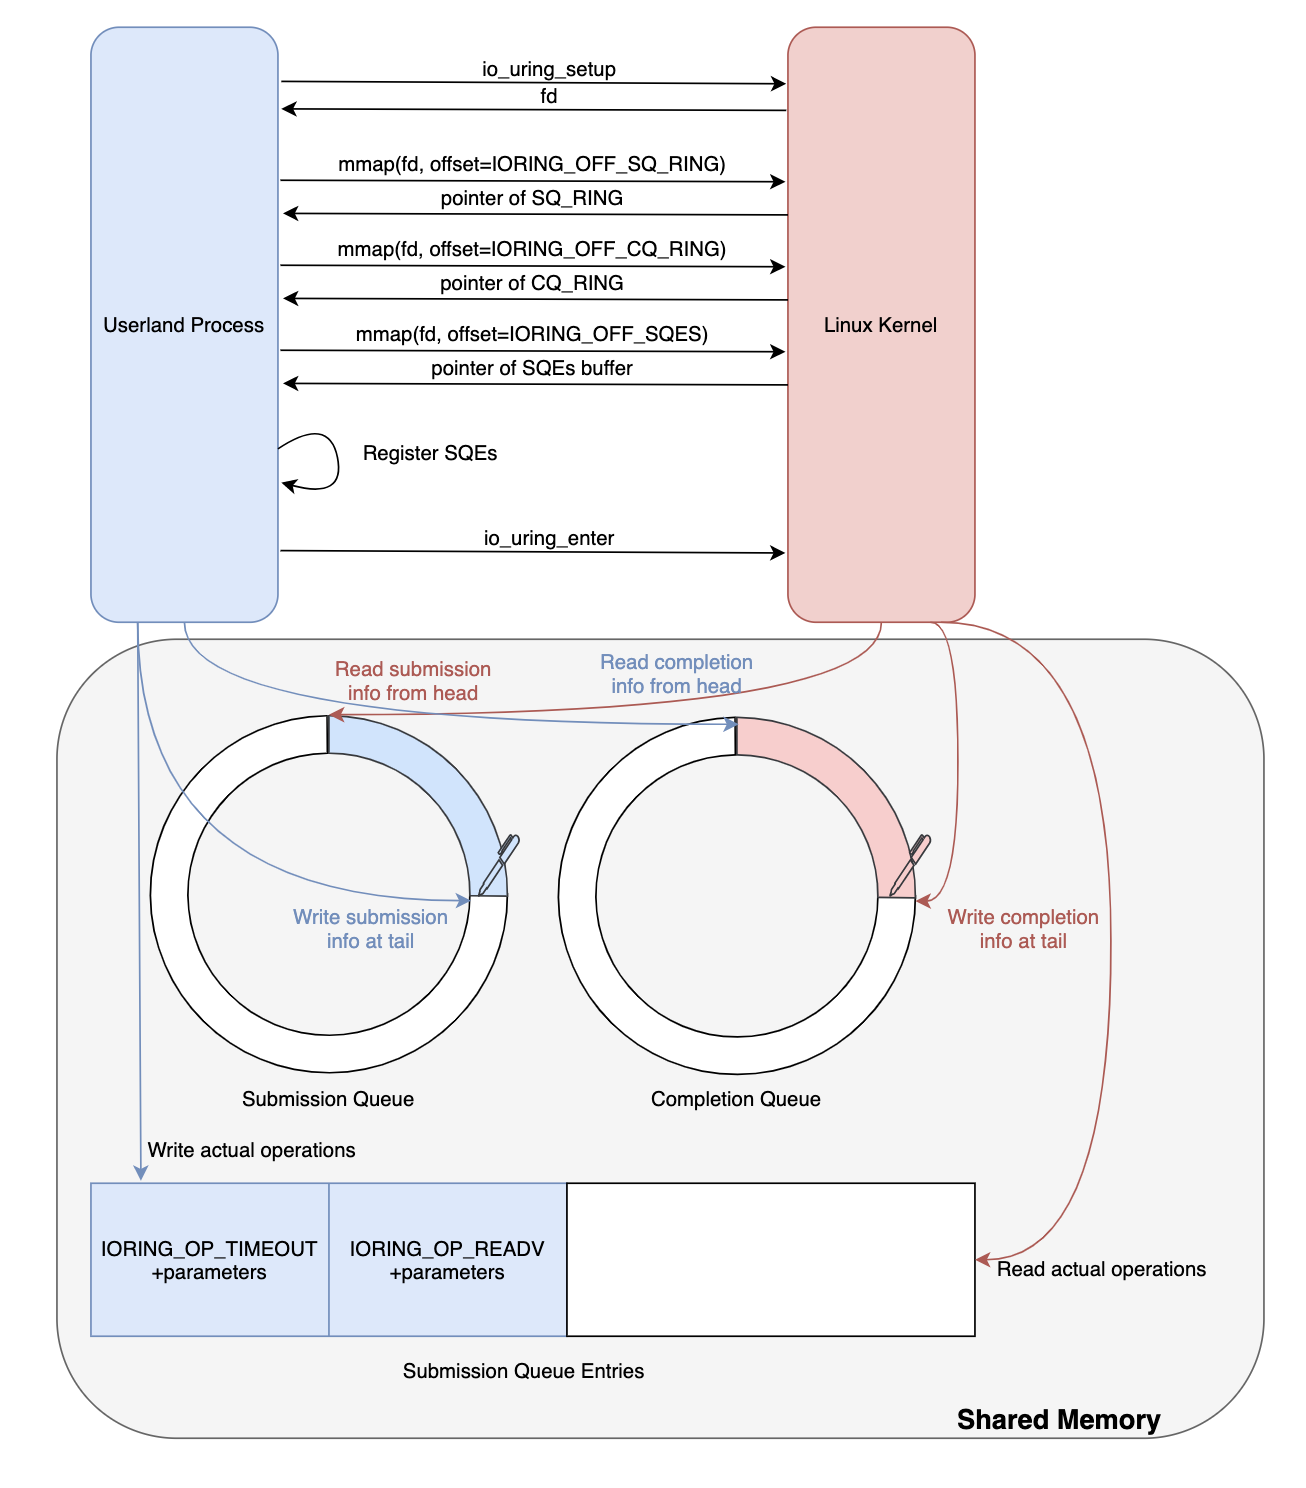 io_uring_setup
fd
mmap(fd, offset=IORING_OFF_SQ_RING)
pointer of SQ_RING
mmap(fd, offset=IORING_OFF_CQ_RING)
pointer of CQ_RING
Userland Process
Linux Kernel
mmap(fd, offset=IORING_OFF_SQES)
pointer of SQEs buffer
Register SQEs
io_uring_enter
Read submission
info from head
Read completion
info from head
Write submission
info at tail
Write completion
info at tail
Submission Queue
Completion Queue
Write actual operations
IORING_OP_TIMEOUT
+parameters
IORING_OP_READV
+parameters
Read actual operations
Submission Queue Entries
Shared Memory